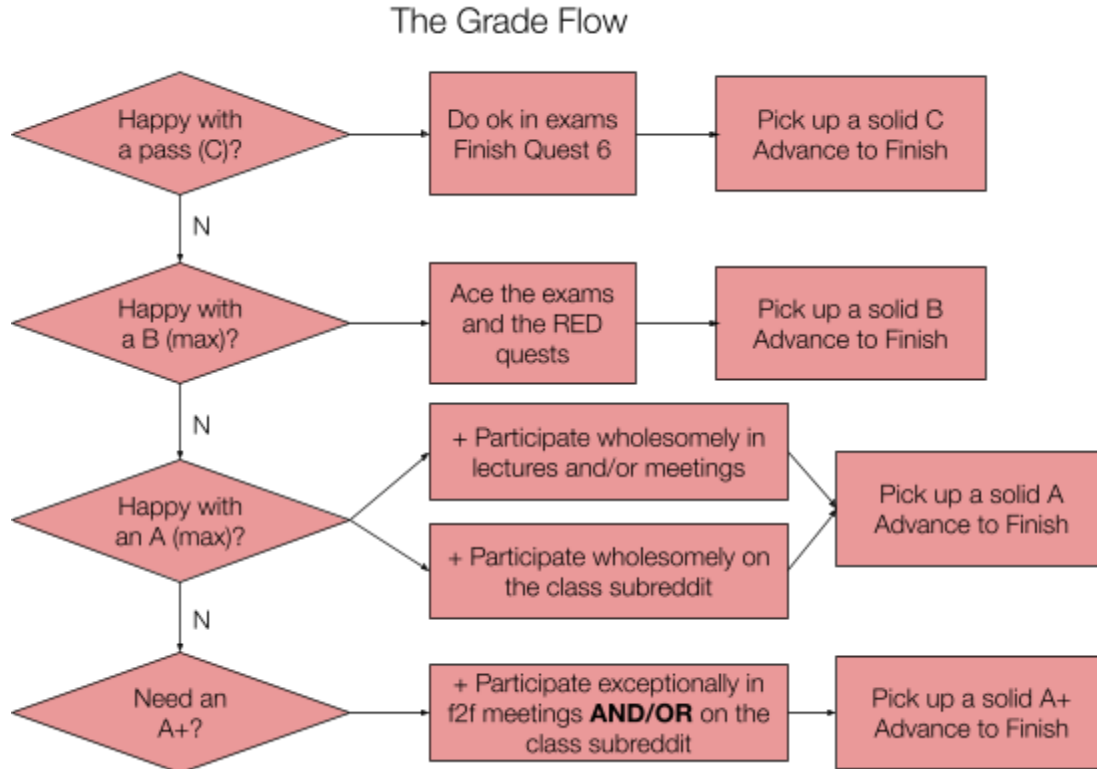 The Grade Flow
Happy with
a pass (C)?
Do ok in exams
Finish Quest 6
Pick up a solid C
Advance to Finish
N
Happy with
a B (max)?
Ace the exams
and the RED
quests
Pick up a solid B
Advance to Finish
N
Happy with
an A (max)?
+ Participate wholesomely in
lectures and/or meetings
+ Participate wholesomely on
the class subreddit
Pick up a solid A
Advance to Finish
N
Need an
A+?
+ Participate exceptionally in
f2f meetings AND/OR on the
class subreddit
Pick up a solid A+
Advance to Finish